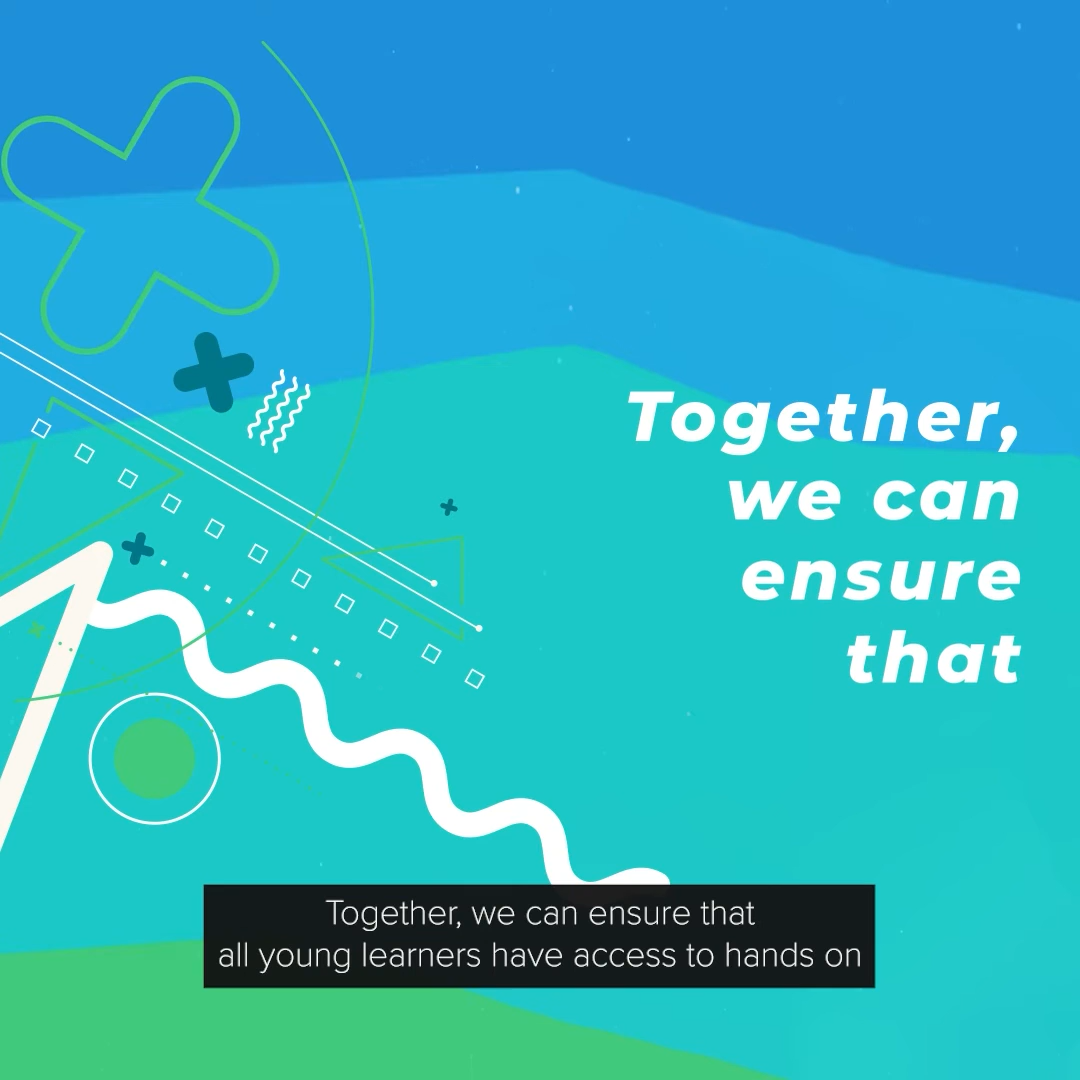 Together,
we can
ensure
that
Together, we can ensure that
all young learners have access to hands on